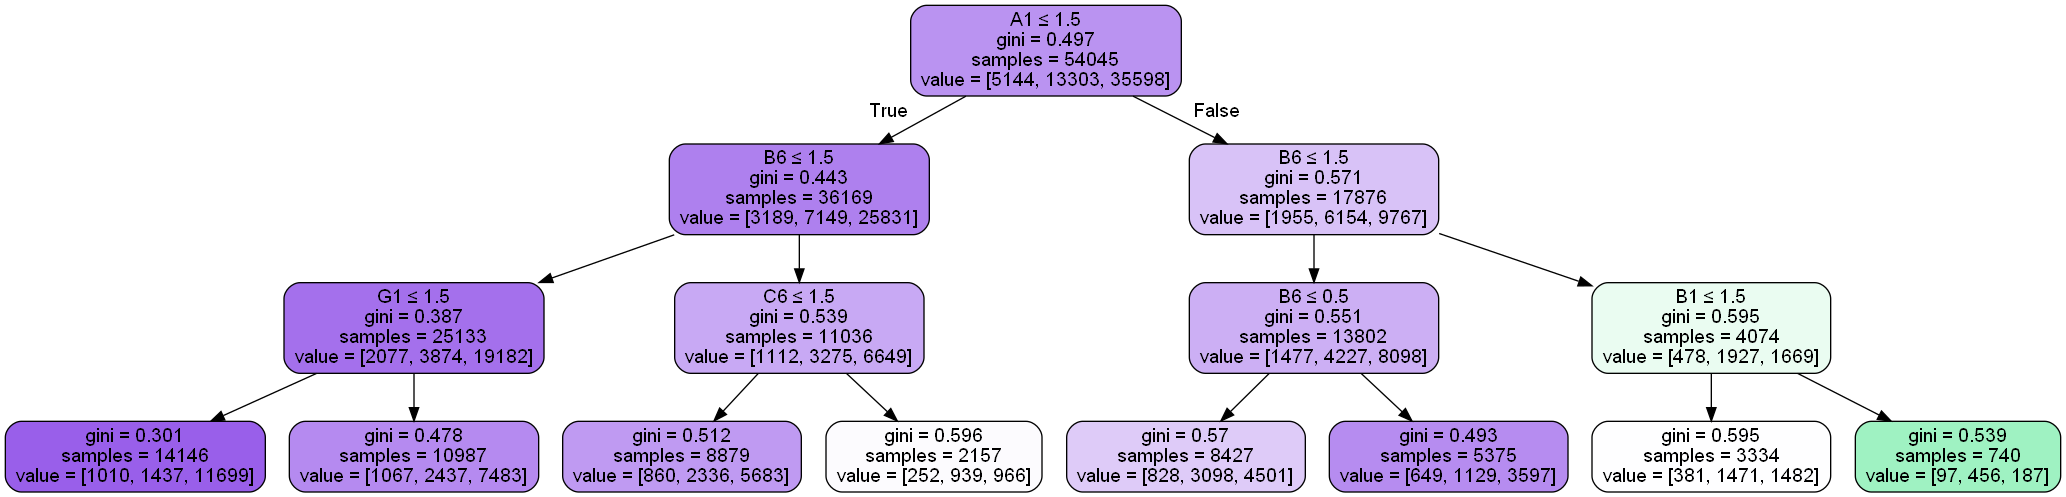 A1 ≤ 1.5
gini = 0.497
samples = 54045
value = [5144, 13303, 35598]
True
False
B6 ≤ 1.5
gini = 0.443
samples = 36169
value = [3189, 7149, 25831]
B6 ≤ 1.5
gini = 0.571
samples = 17876
value = [1955, 6154, 9767]
G1 ≤ 1.5
gini = 0.387
samples = 25133
value = [2077, 3874, 19182]
C6 ≤ 1.5
gini = 0.539
samples = 11036
value = [1112, 3275, 6649]
B6 ≤ 0.5
gini = 0.551
samples = 13802
value = [1477, 4227, 8098]
B1 ≤ 1.5
gini = 0.595
samples = 4074
value = [478, 1927, 1669]
gini = 0.301
samples = 14146
value = [1010, 1437, 11699]
gini = 0.478
samples = 10987
value = [1067, 2437, 7483]
gini = 0.512
samples = 8879
value = [860, 2336, 5683]
gini = 0.596
samples = 2157
value = [252, 939, 966]
gini = 0.57
samples = 8427
value = [828, 3098, 4501]
gini = 0.493
samples = 5375
value = [649, 1129, 3597]
gini = 0.595
samples = 3334
value = [381, 1471, 1482]
gini = 0.539
samples = 740
value = [97, 456, 187]